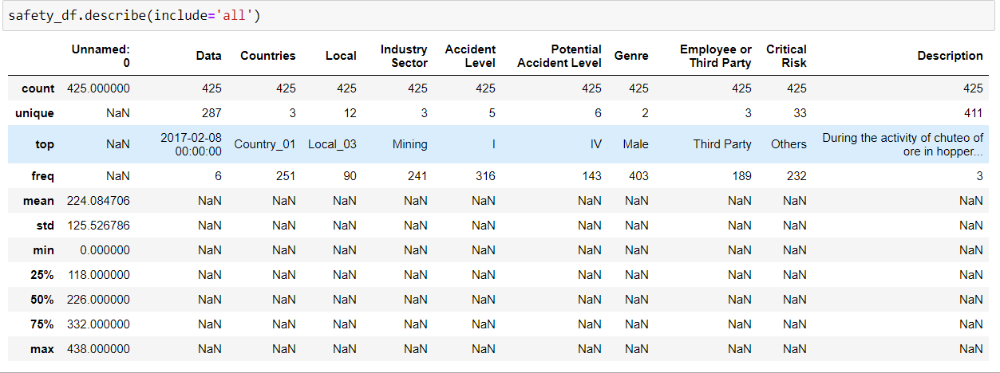 safety_df.describe(include='all')
Unnamed: 0 Data Countries Local Industry Sector Accident Level Potential Accident Level Genre Employee or Third Party Critical Risk Description
count 425.000000 425 425 425 425 425 425 425 425 425 425
unique NaN 287 3 12 3 5 6 2 3 33 411
top NaN 2017-02-08 00:00:00 Country_01 Local_03 Mining I IV Male Third Party Others During the activity of chuteo of ore in hopper...
freq NaN 6 251 90 241 316 143 403 189 232 3
mean 224.084706 NaN NaN NaN NaN NaN NaN NaN NaN NaN NaN
std 125.526786 NaN NaN NaN NaN NaN NaN NaN NaN NaN NaN
min 0.000000 NaN NaN NaN NaN NaN NaN NaN NaN NaN NaN
25% 118.000000 NaN NaN NaN NaN NaN NaN NaN NaN NaN NaN
50% 226.000000 NaN NaN NaN NaN NaN NaN NaN NaN NaN NaN
75% 332.000000 NaN NaN NaN NaN NaN NaN NaN NaN NaN NaN
max 438.000000 NaN NaN NaN NaN NaN NaN NaN NaN NaN NaN